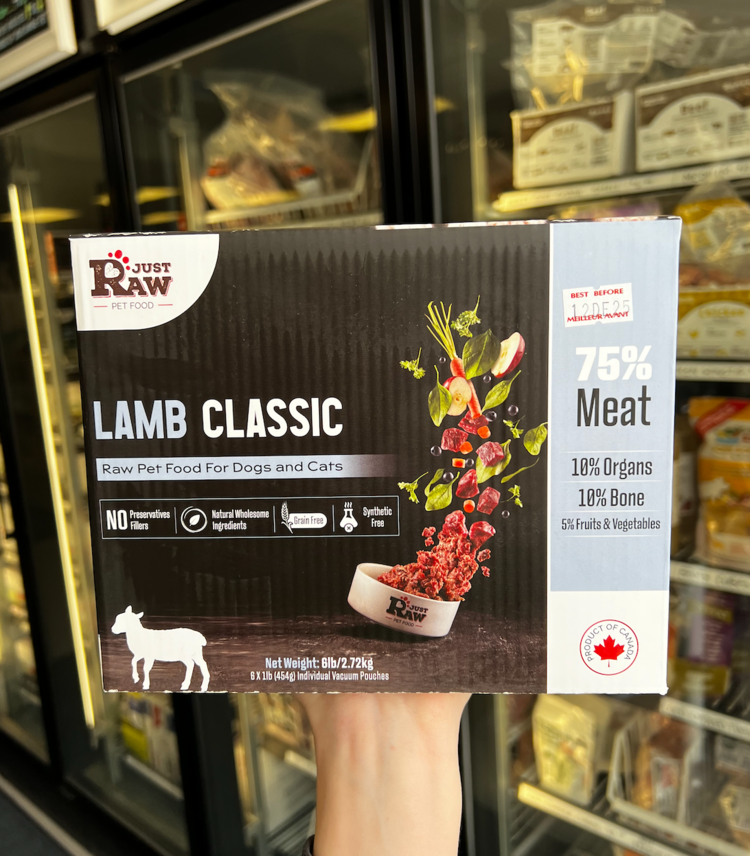 JUST
RAW
PET FOOD
BEST BEFORE
12DE25
MEILLEUR AVANT
75%
Meat
LAMB CLASSIC
Raw Pet Food For Dogs and Cats
10% Organs
10% Bone
5% Fruits & Vegetables
NO Preservatives
Fillers
Natural Wholesome
Ingredients
Grain Free
Synthetic
Free
JUST
RAW
PET FOOD
PRODUCT OF CANADA
Net Weight: 6lb/2.72kg
6 X 1lb (454g) Individual Vacuum Pouches